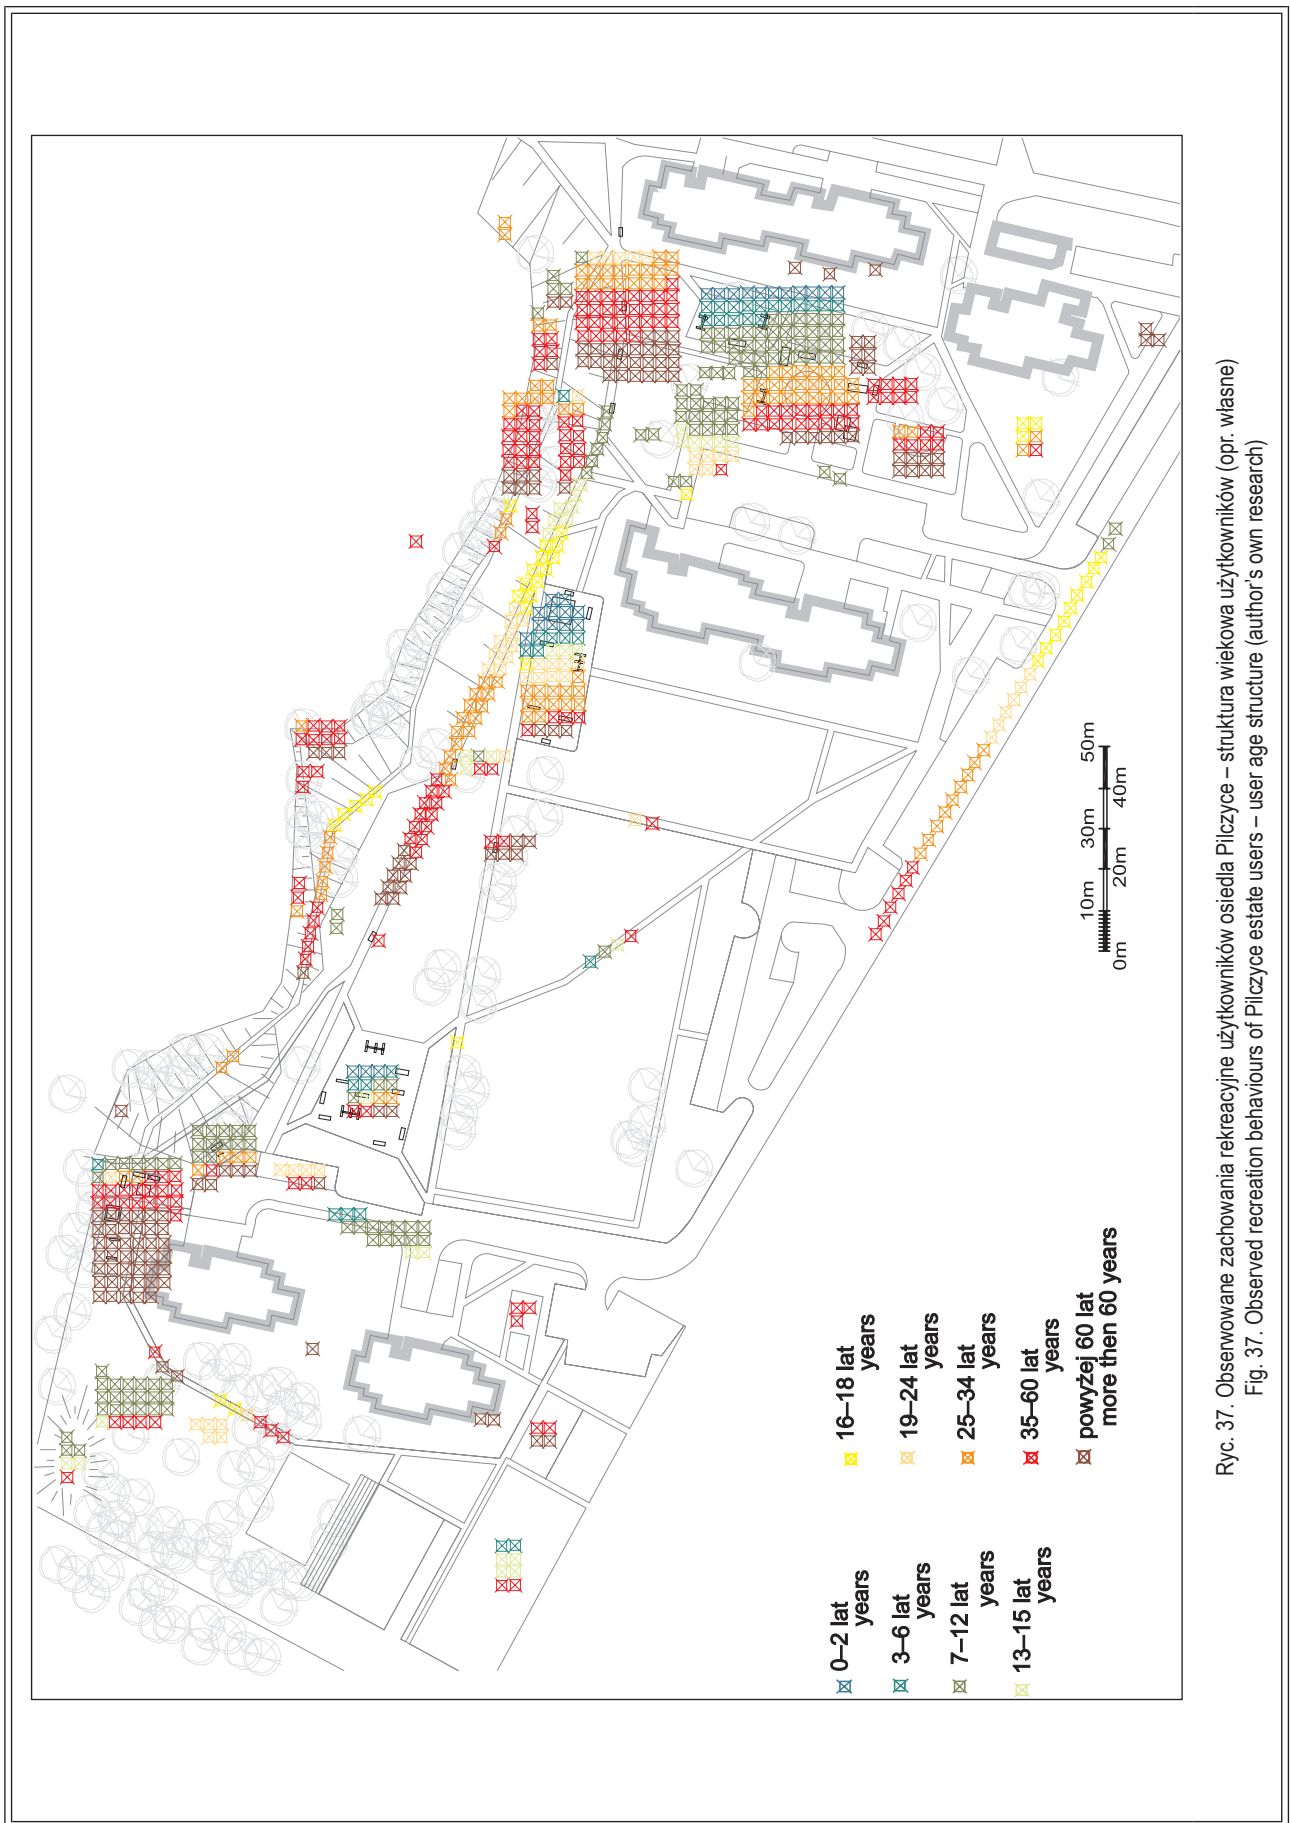 0–2 lat
years
3–6 lat
years
7–12 lat
years
13–15 lat
years
16–18 lat
years
19–24 lat
years
25–34 lat
years
35–60 lat
years
powyżej 60 lat
more then 60 years
0m 10m 20m 30m 40m 50m
Ryc. 37. Obserwowane zachowania rekreacyjne użytkowników osiedla Pilczyce – struktura wiekowa użytkowników (opr. własne)
Fig. 37. Observed recreation behaviours of Pilczyce estate users – user age structure (author's own research)